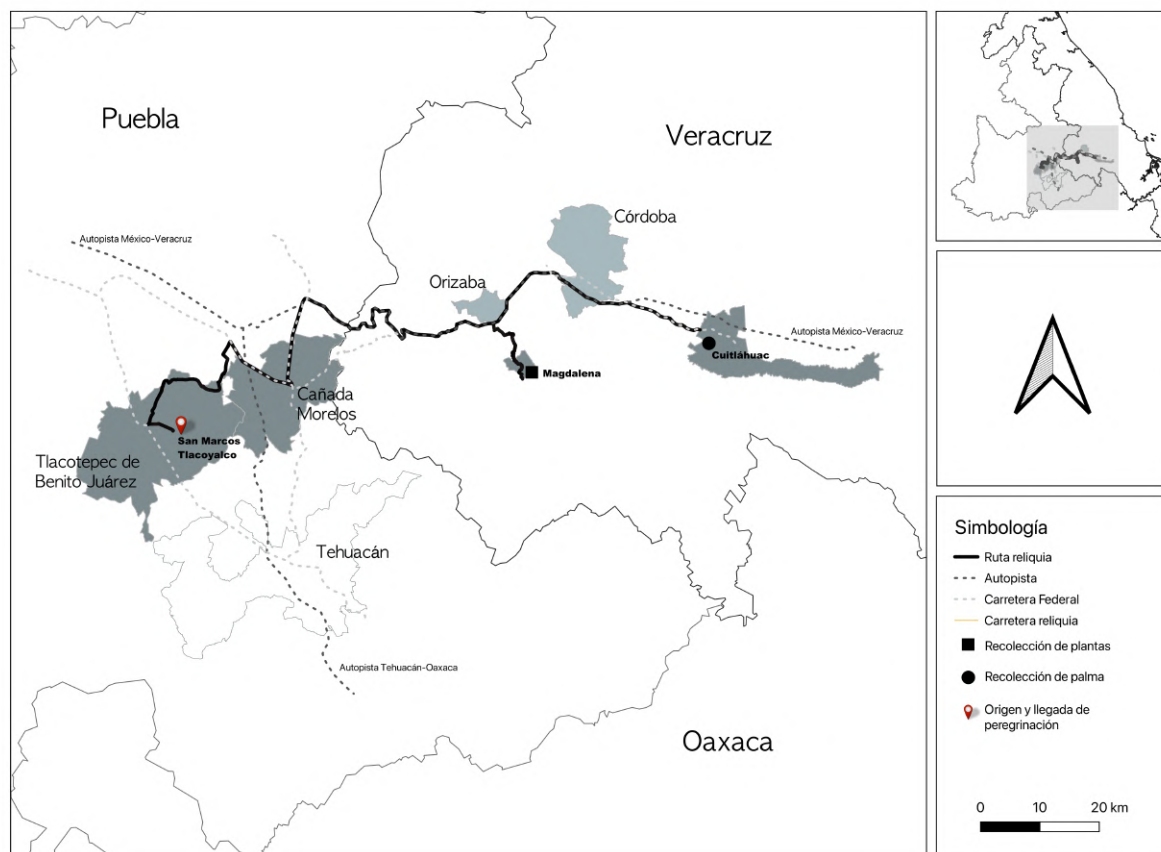 Puebla
Veracruz
Córdoba
Autopista México-Veracruz
Orizaba
Autopista México-Veracruz
Cuitláhuac
Magdalena
Cañada
Morelos
San Marcos
Tlacoyalco
Tlacotepec de
Benito Juárez
Tehuacán
Autopista Tehuacán-Oaxaca
Oaxaca
Simbología
Ruta reliquia
Autopista
Carretera Federal
Carretera reliquia
Recolección de plantas
Recolección de palma
Origen y llegada de
peregrinación
0 10 20 km